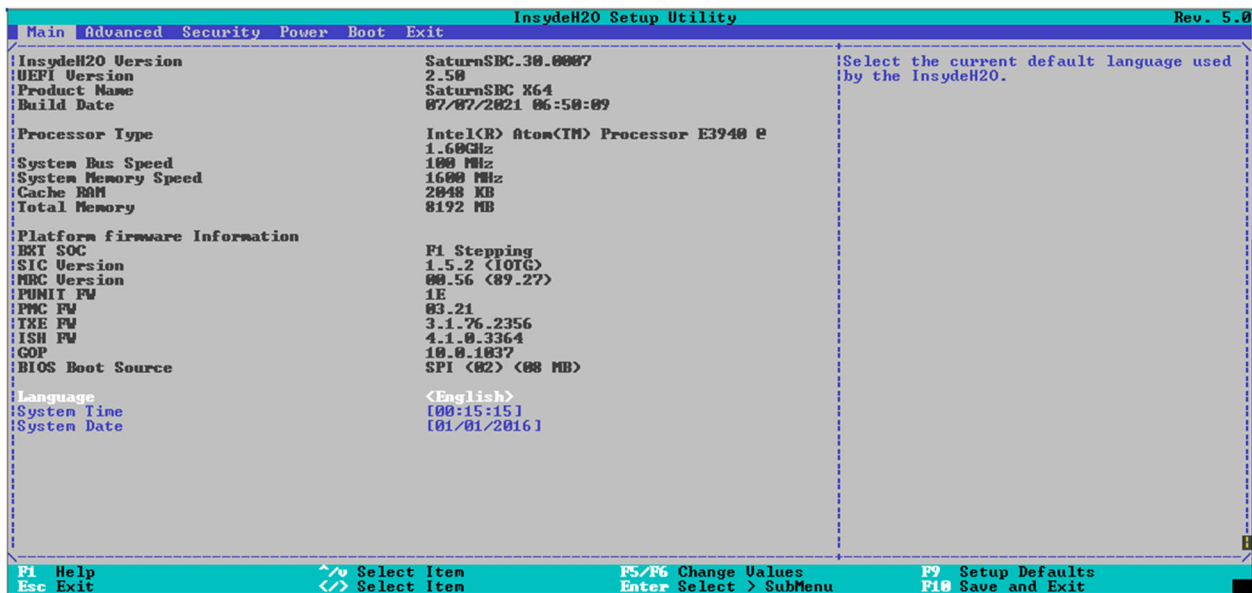 InsydeH2O Setup Utility Rev. 5.0
Main Advanced Security Power Boot Exit
InsydeH2O Version SaturnSBC.30.0007 Select the current default language used
UEFI Version 2.50 by the InsydeH2O.
Product Name SaturnSBC X64
Build Date 07/07/2021 06:50:09
Processor Type Intel(R) Atom(TM) Processor E3940 @
1.60GHz
System Bus Speed 100 MHz
System Memory Speed 1600 MHz
Cache RAM 2048 KB
Total Memory 8192 MB
Platform firmware Information
BXT SOC F1 Stepping
SIC Version 1.5.2 (IOTG)
MRC Version 00.56 (89.27)
PUNIT FW 1E
PMC FW 03.21
TXE FW 3.1.76.2356
ISH FW 4.1.0.3364
GOP 10.0.1037
BIOS Boot Source SPI (02) (08 MB)
Language <English>
System Time [00:15:15]
System Date [01/01/2016]
F1 Help ^/v Select Item F5/F6 Change Values F9 Setup Defaults
Esc Exit </> Select Item Enter Select > SubMenu F10 Save and Exit